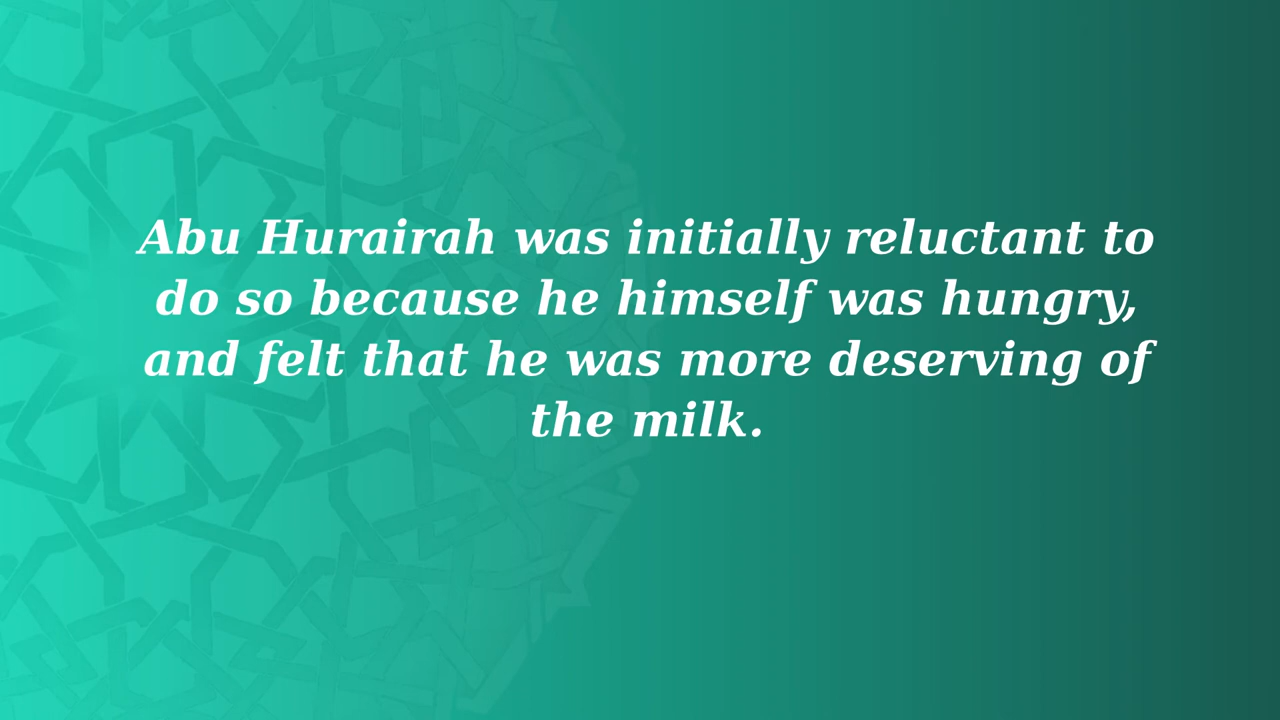 Abu Hurairah was initially reluctant to
do so because he himself was hungry,
and felt that he was more deserving of
the milk.